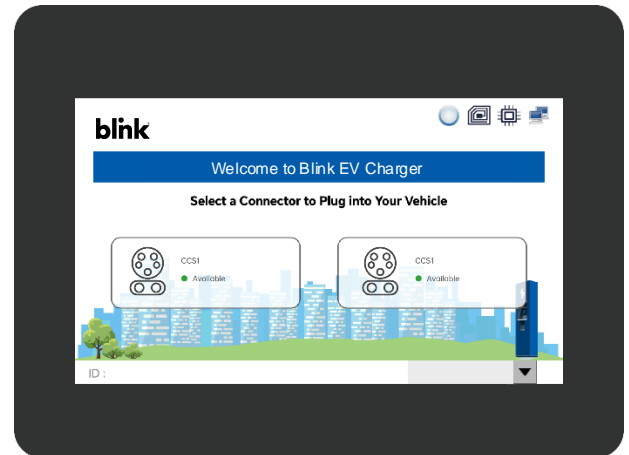 blink
Welcome to Blink EV Charger
Select a Connector to Plug into Your Vehicle
CCS1
Available
CCS1
Available
ID :